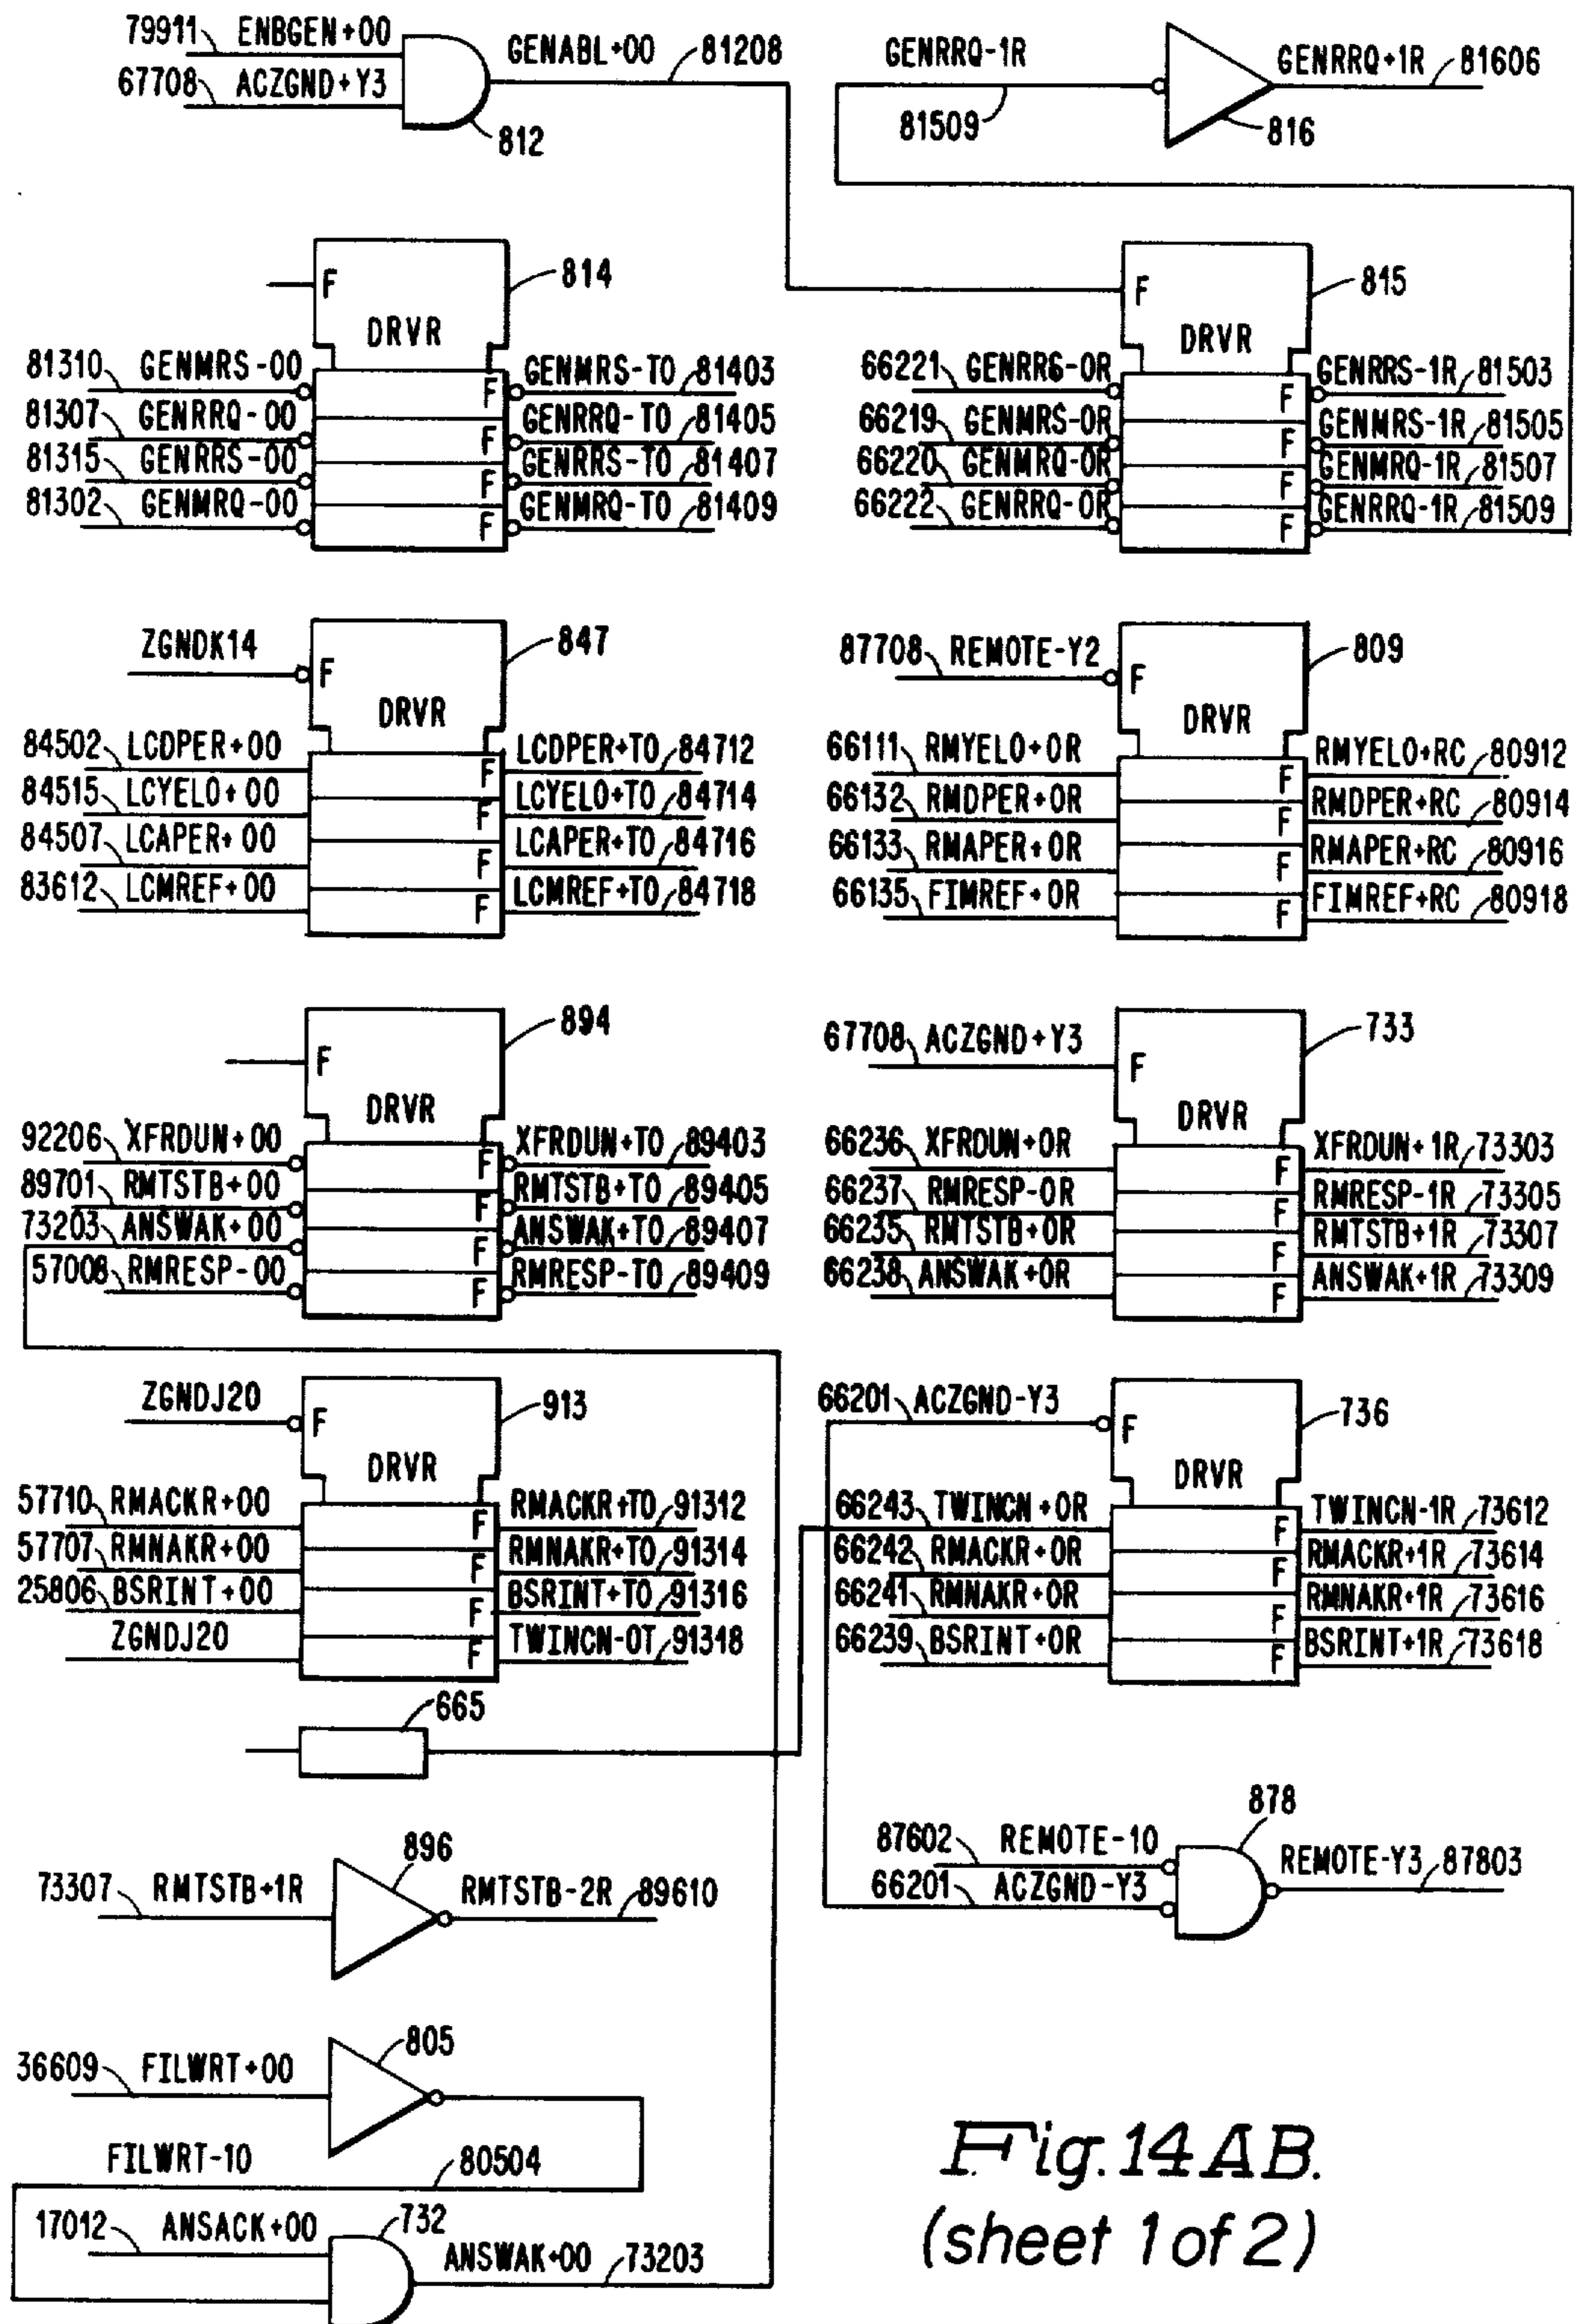 79911 ENBGEN+00
67708 ACZGND+Y3
812
GENABL+00 81208
GENRRQ-1R
81509
816
GENRRQ+1R 81606
F
DRVR
814
81310 GENMRS-00 F GENMRS-TO 81403
81307 GENRRQ-00 F GENRRQ-TO 81405
81315 GENRRS-00 F GENRRS-TO 81407
81302 GENMRQ-00 F GENMRQ-TO 81409
F
DRVR
815
66221 GENRRS-0R F GENRRS-1R 81503
66219 GENMRS-0R F GENMRS-1R 81505
66220 GENMRQ-0R F GENMRQ-1R 81507
66222 GENRRQ-0R F GENRRQ-1R 81509
ZGNDK14 F
DRVR
847
84502 LCDPER+00 F LCDPER+TO 84712
84515 LCYELO+00 F LCYELO+TO 84714
84507 LCAPER+00 F LCAPER+TO 84716
83612 LCMREF+00 F LCMREF+TO 84718
87708 REMOTE-Y2 F
DRVR
809
66111 RMYELO+0R F RMYELO+RC 80912
66132 RMDPER+0R F RMDPER+RC 80914
66133 RMAPER+0R F RMAPER+RC 80916
66135 FIMREF+0R F FIMREF+RC 80918
F
DRVR
894
92206 XFRDUN+00 F XFRDUN+TO 89403
89701 RMTSTB+00 F RMTSTB+TO 89405
73203 ANSWAK+00 F ANSWAK+TO 89407
57008 RMRESP-00 F RMRESP-TO 89409
67708 ACZGND+Y3 F
DRVR
733
66236 XFRDUN+0R F XFRDUN+1R 73303
66237 RMRESP-0R F RMRESP-1R 73305
66235 RMTSTB+0R F RMTSTB+1R 73307
66238 ANSWAK+0R F ANSWAK+1R 73309
ZGNDJ20 F
DRVR
913
57710 RMACKR+00 F RMACKR+TO 91312
57707 RMNAKR+00 F RMNAKR+TO 91314
25806 BSRINT+00 F BSRINT+TO 91316
ZGNDJ20 F TWINCN-OT 91318
66201 ACZGND-Y3 F
DRVR
736
66243 TWINCN+0R F TWINCN-1R 73612
66242 RMACKR+0R F RMACKR+1R 73614
66241 RMNAKR+0R F RMNAKR+1R 73616
66239 BSRINT+0R F BSRINT+1R 73618
665
73307 RMTSTB+1R
896
RMTSTB-2R 89610
87602 REMOTE-10
66201 ACZGND-Y3
878
REMOTE-Y3 87803
36609 FILWRT+00
805
FILWRT-10 80504
17012 ANSACK+00
732
ANSWAK+00 73203
Fig. 14AB.
(sheet 1 of 2)